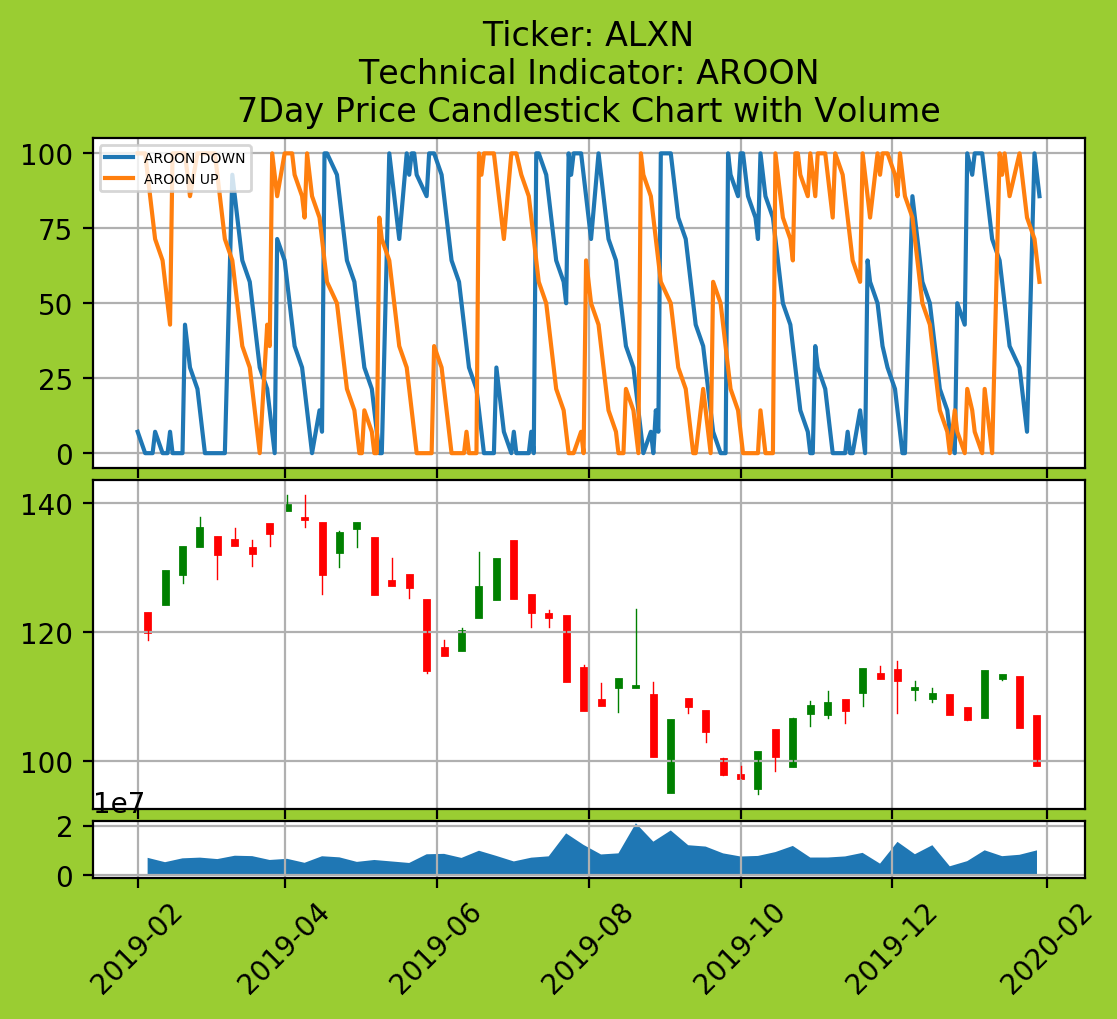 Ticker: ALXN
Technical Indicator: AROON
7Day Price Candlestick Chart with Volume
AROON DOWN
AROON UP
100
75
50
25
0
140
120
100
1e7
2
0
2019-02
2019-04
2019-06
2019-08
2019-10
2019-12
2020-02